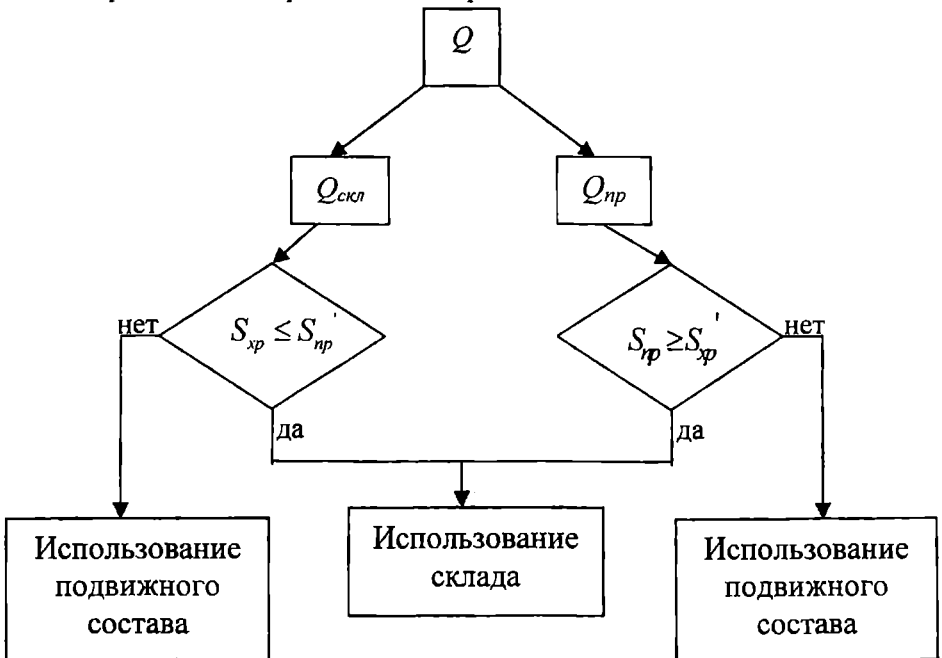 Q
Qскл
Qпр
нет
Sхр ≤ Sпр'
Sпр ≥ Sхр'
нет
да
да
Использование
подвижного
состава
Использование
склада
Использование
подвижного
состава